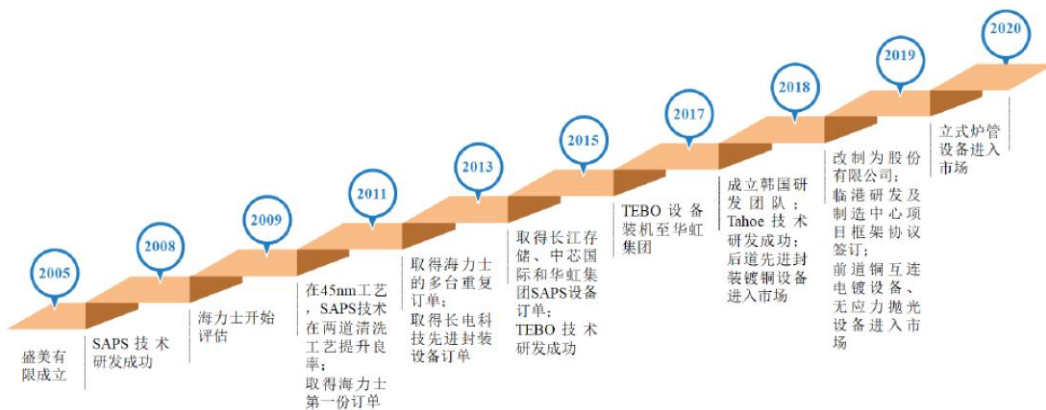 2005
盛美有
限成立
2008
SAPS 技术
研发成功
2009
海力士开始
评估
2011
在45nm工艺
，SAPS技术
在两道清洗
工艺提升良
率；
取得海力士
第一份订单
2013
取得海力士
的多台重复
订单；
取得长电科
技先进封装
设备订单
2015
取得长江存
储、中芯国
际和华虹集
团SAPS设备
订单；
TEBO 技术
研发成功
2017
TEBO 设备
装机至华虹
集团
2018
成立韩国研
发团队；
Tahoe 技术
研发成功；
后道先进封
装镀铜设备
进入市场
2019
改制为股份
有限公司；
临港研发及
制造中心项
目框架协议
签订；
前道铜互连
电镀设备、
无应力抛光
设备进入市
场
2020
立式炉管
设备进入
市场